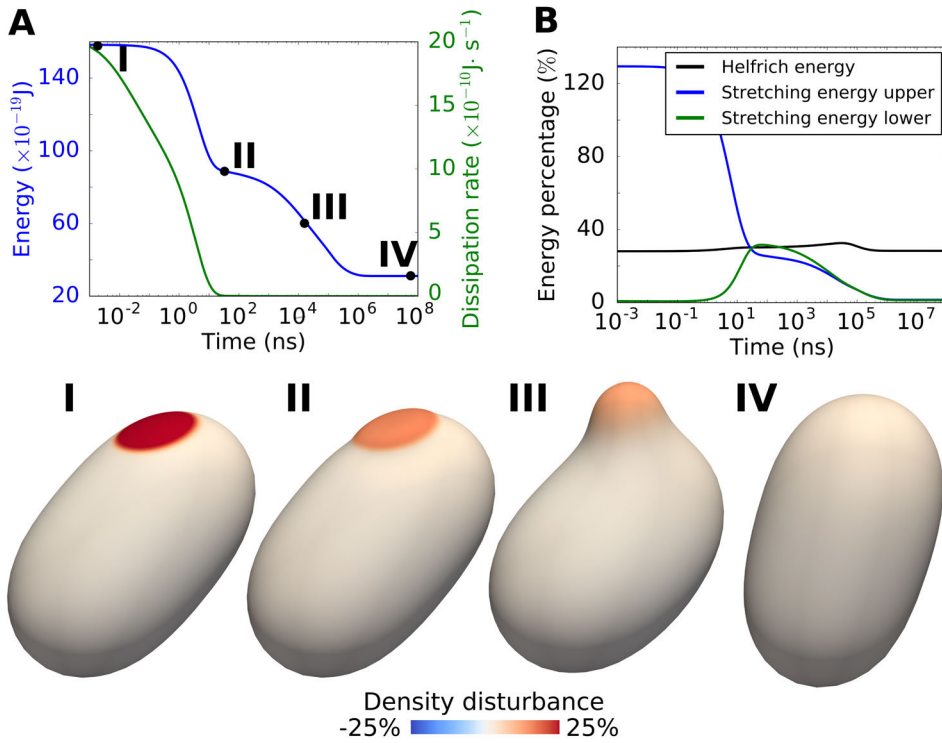 A
Energy (×10⁻¹⁹J)
140
100
60
20
I
II
III
IV
10⁻² 10⁰ 10² 10⁴ 10⁶ 10⁸
Time (ns)
20
15
10
5
0
Dissipation rate (×10⁻¹⁰J. s⁻¹)
B
Energy percentage (%)
120
80
40
0
Helfrich energy
Stretching energy upper
Stretching energy lower
10⁻³ 10⁻¹ 10¹ 10³ 10⁵ 10⁷
Time (ns)
I
II
III
IV
Density disturbance
-25% 25%